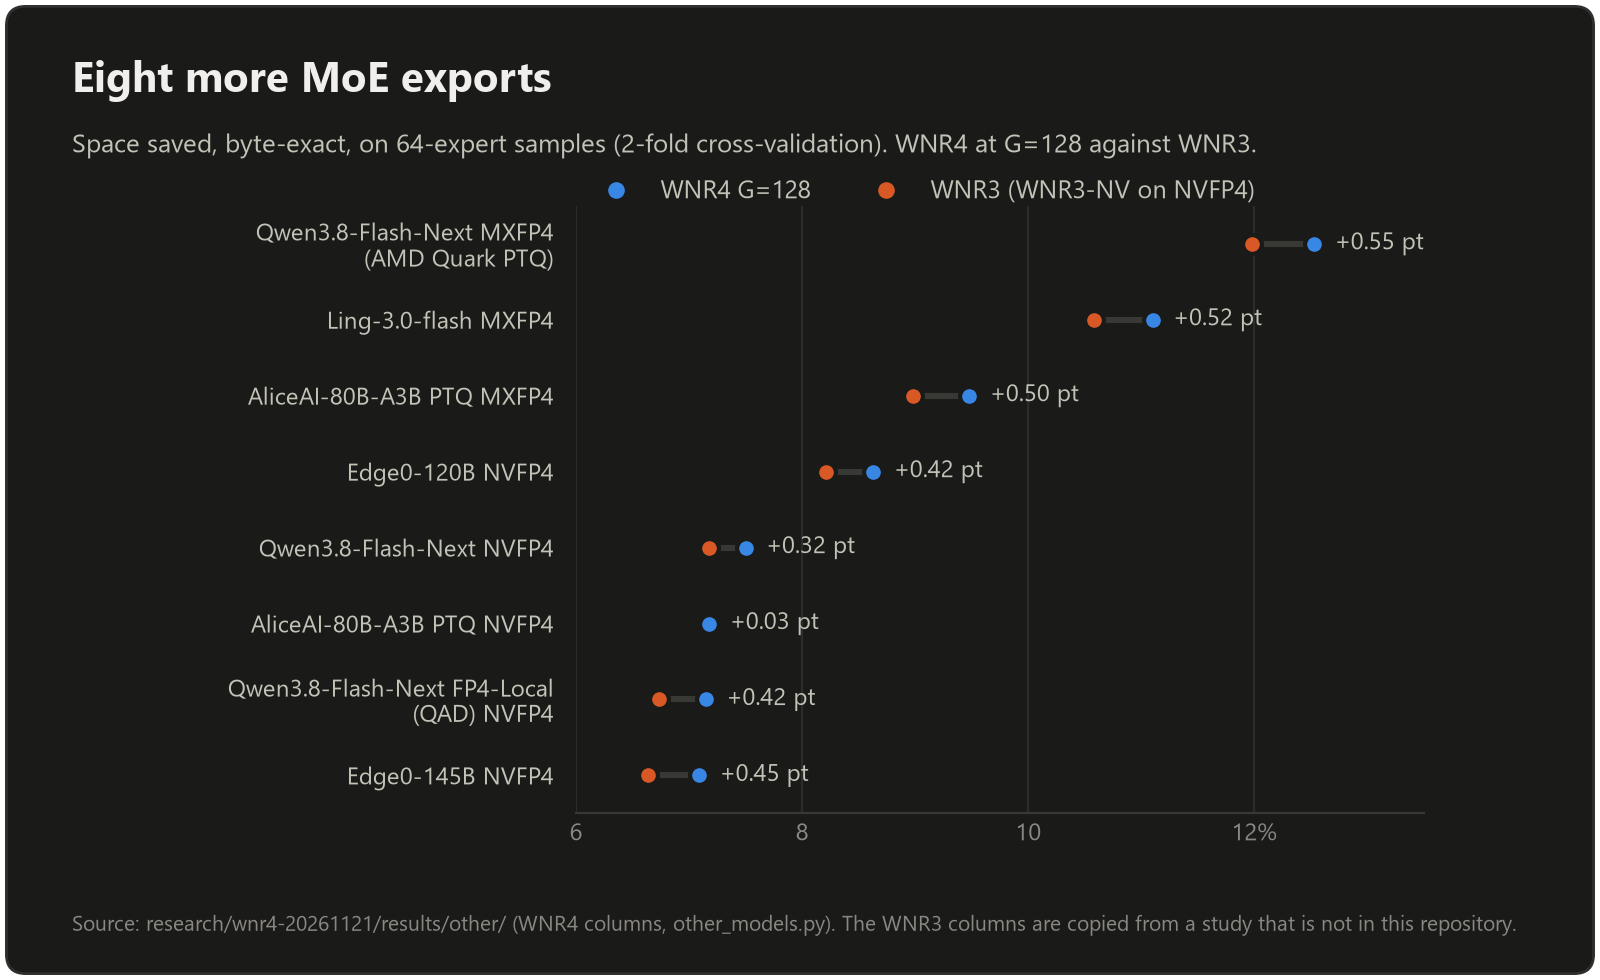 Eight more MoE exports
Space saved, byte-exact, on 64-expert samples (2-fold cross-validation). WNR4 at G=128 against WNR3.
WNR4 G=128 WNR3 (WNR3-NV on NVFP4)
Qwen3.8-Flash-Next MXFP4
(AMD Quark PTQ)
+0.55 pt
Ling-3.0-flash MXFP4 +0.52 pt
AliceAI-80B-A3B PTQ MXFP4 +0.50 pt
Edge0-120B NVFP4 +0.42 pt
Qwen3.8-Flash-Next NVFP4 +0.32 pt
AliceAI-80B-A3B PTQ NVFP4 +0.03 pt
Qwen3.8-Flash-Next FP4-Local
(QAD) NVFP4
+0.42 pt
Edge0-145B NVFP4 +0.45 pt
6 8 10 12%
Source: research/wnr4-20261121/results/other/ (WNR4 columns, other_models.py). The WNR3 columns are copied from a study that is not in this repository.